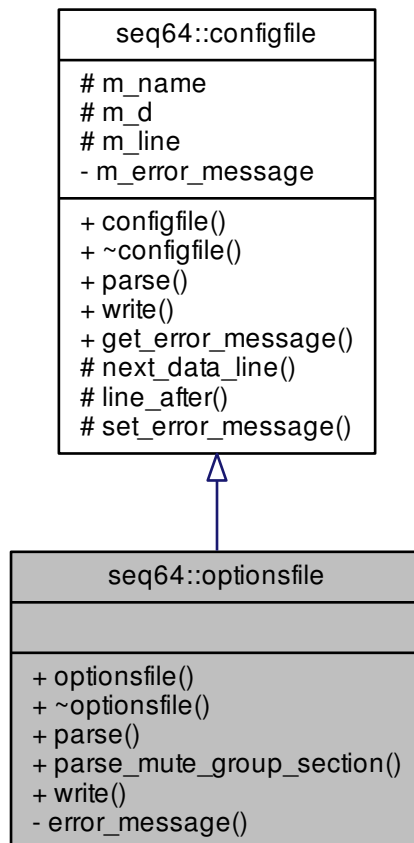 seq64::configfile
# m_name
# m_d
# m_line
- m_error_message
+ configfile()
+ ~configfile()
+ parse()
+ write()
+ get_error_message()
# next_data_line()
# line_after()
# set_error_message()
seq64::optionsfile
+ optionsfile()
+ ~optionsfile()
+ parse()
+ parse_mute_group_section()
+ write()
- error_message()